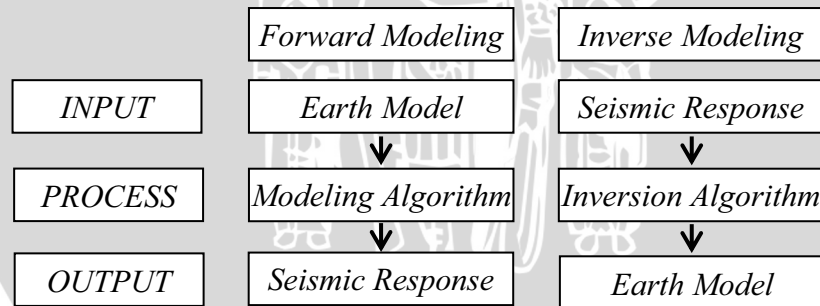 Forward Modeling Inverse Modeling
INPUT Earth Model Seismic Response
PROCESS Modeling Algorithm Inversion Algorithm
OUTPUT Seismic Response Earth Model